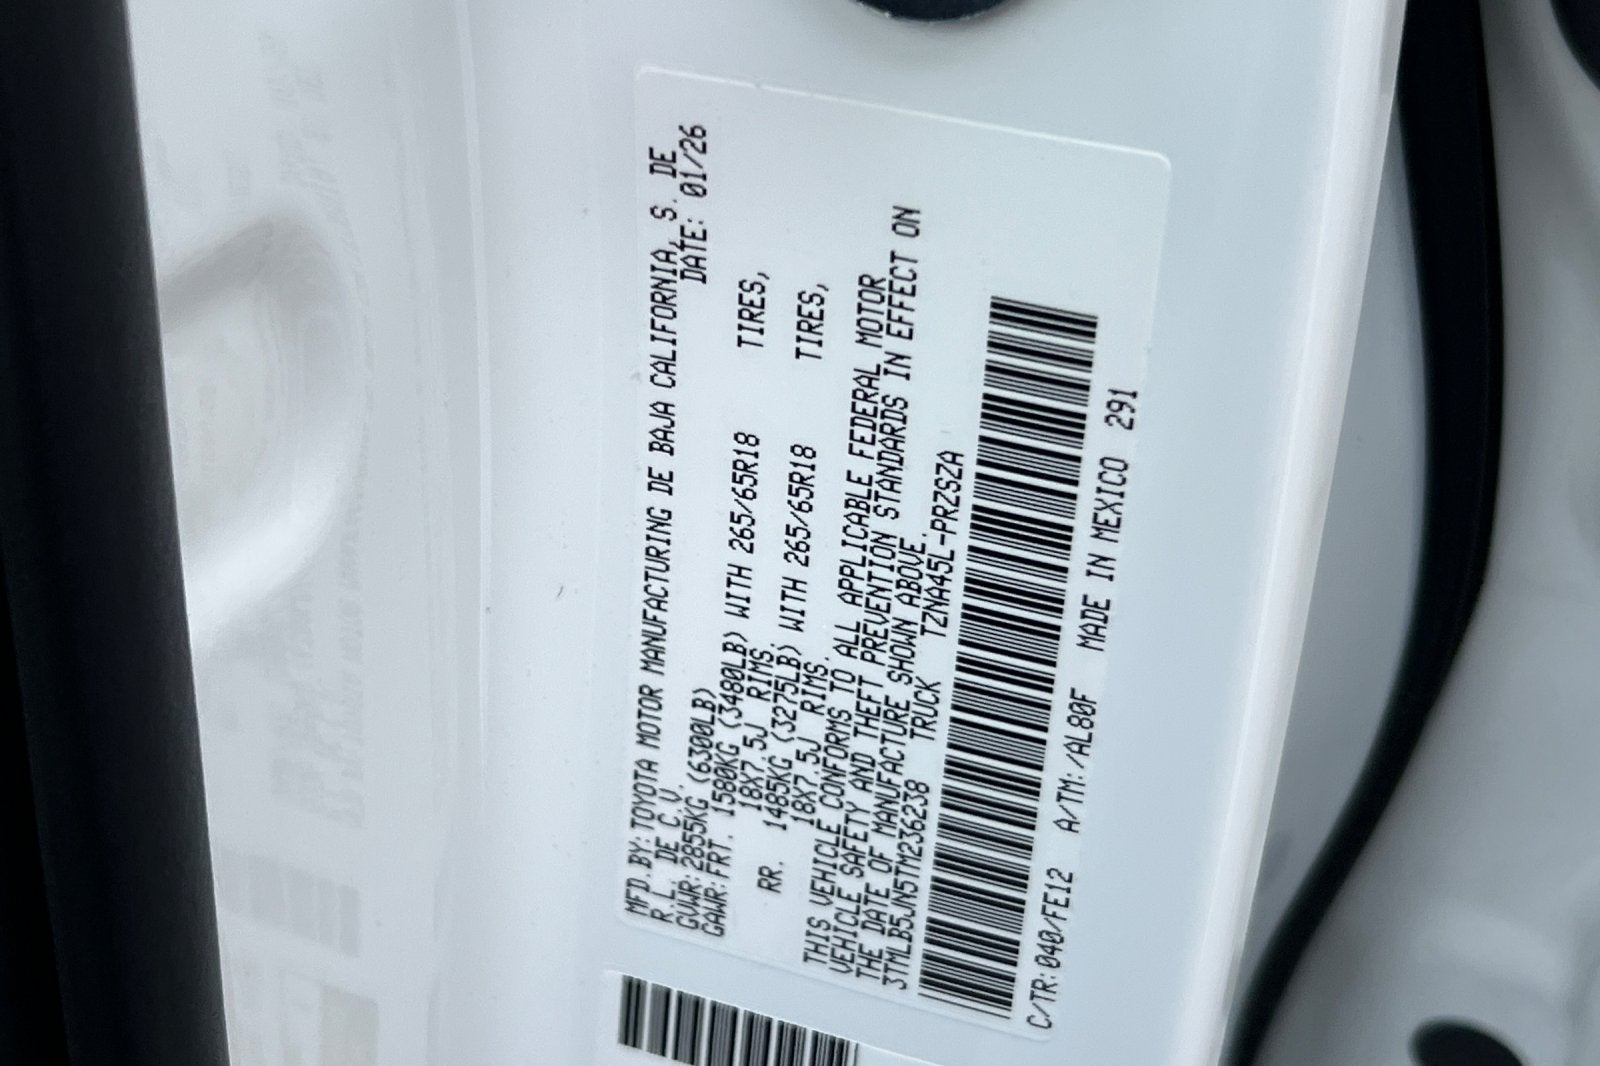 MFD.BY:TOYOTA MOTOR MANUFACTURING DE BAJA CALIFORNIA, S. DE
R.L. DE C.V. DATE: 01/26
GVWR:2855KG (6300LB)
GAWR:FRT. 1580KG (3480LB) WITH 265/65R18 TIRES,
18X7.5J RIMS.
RR. 1485KG (3275LB) WITH 265/65R18 TIRES,
18X7.5J RIMS.
THIS VEHICLE CONFORMS TO ALL APPLICABLE FEDERAL MOTOR
VEHICLE SAFETY AND THEFT PREVENTION STANDARDS IN EFFECT ON
THE DATE OF MANUFACTURE SHOWN ABOVE.
3TMLB5JN5TM236238 TRUCK TZNA45L-PRZSZA
C/TR:040/FE12 A/TM:/AL80F MADE IN MEXICO 291